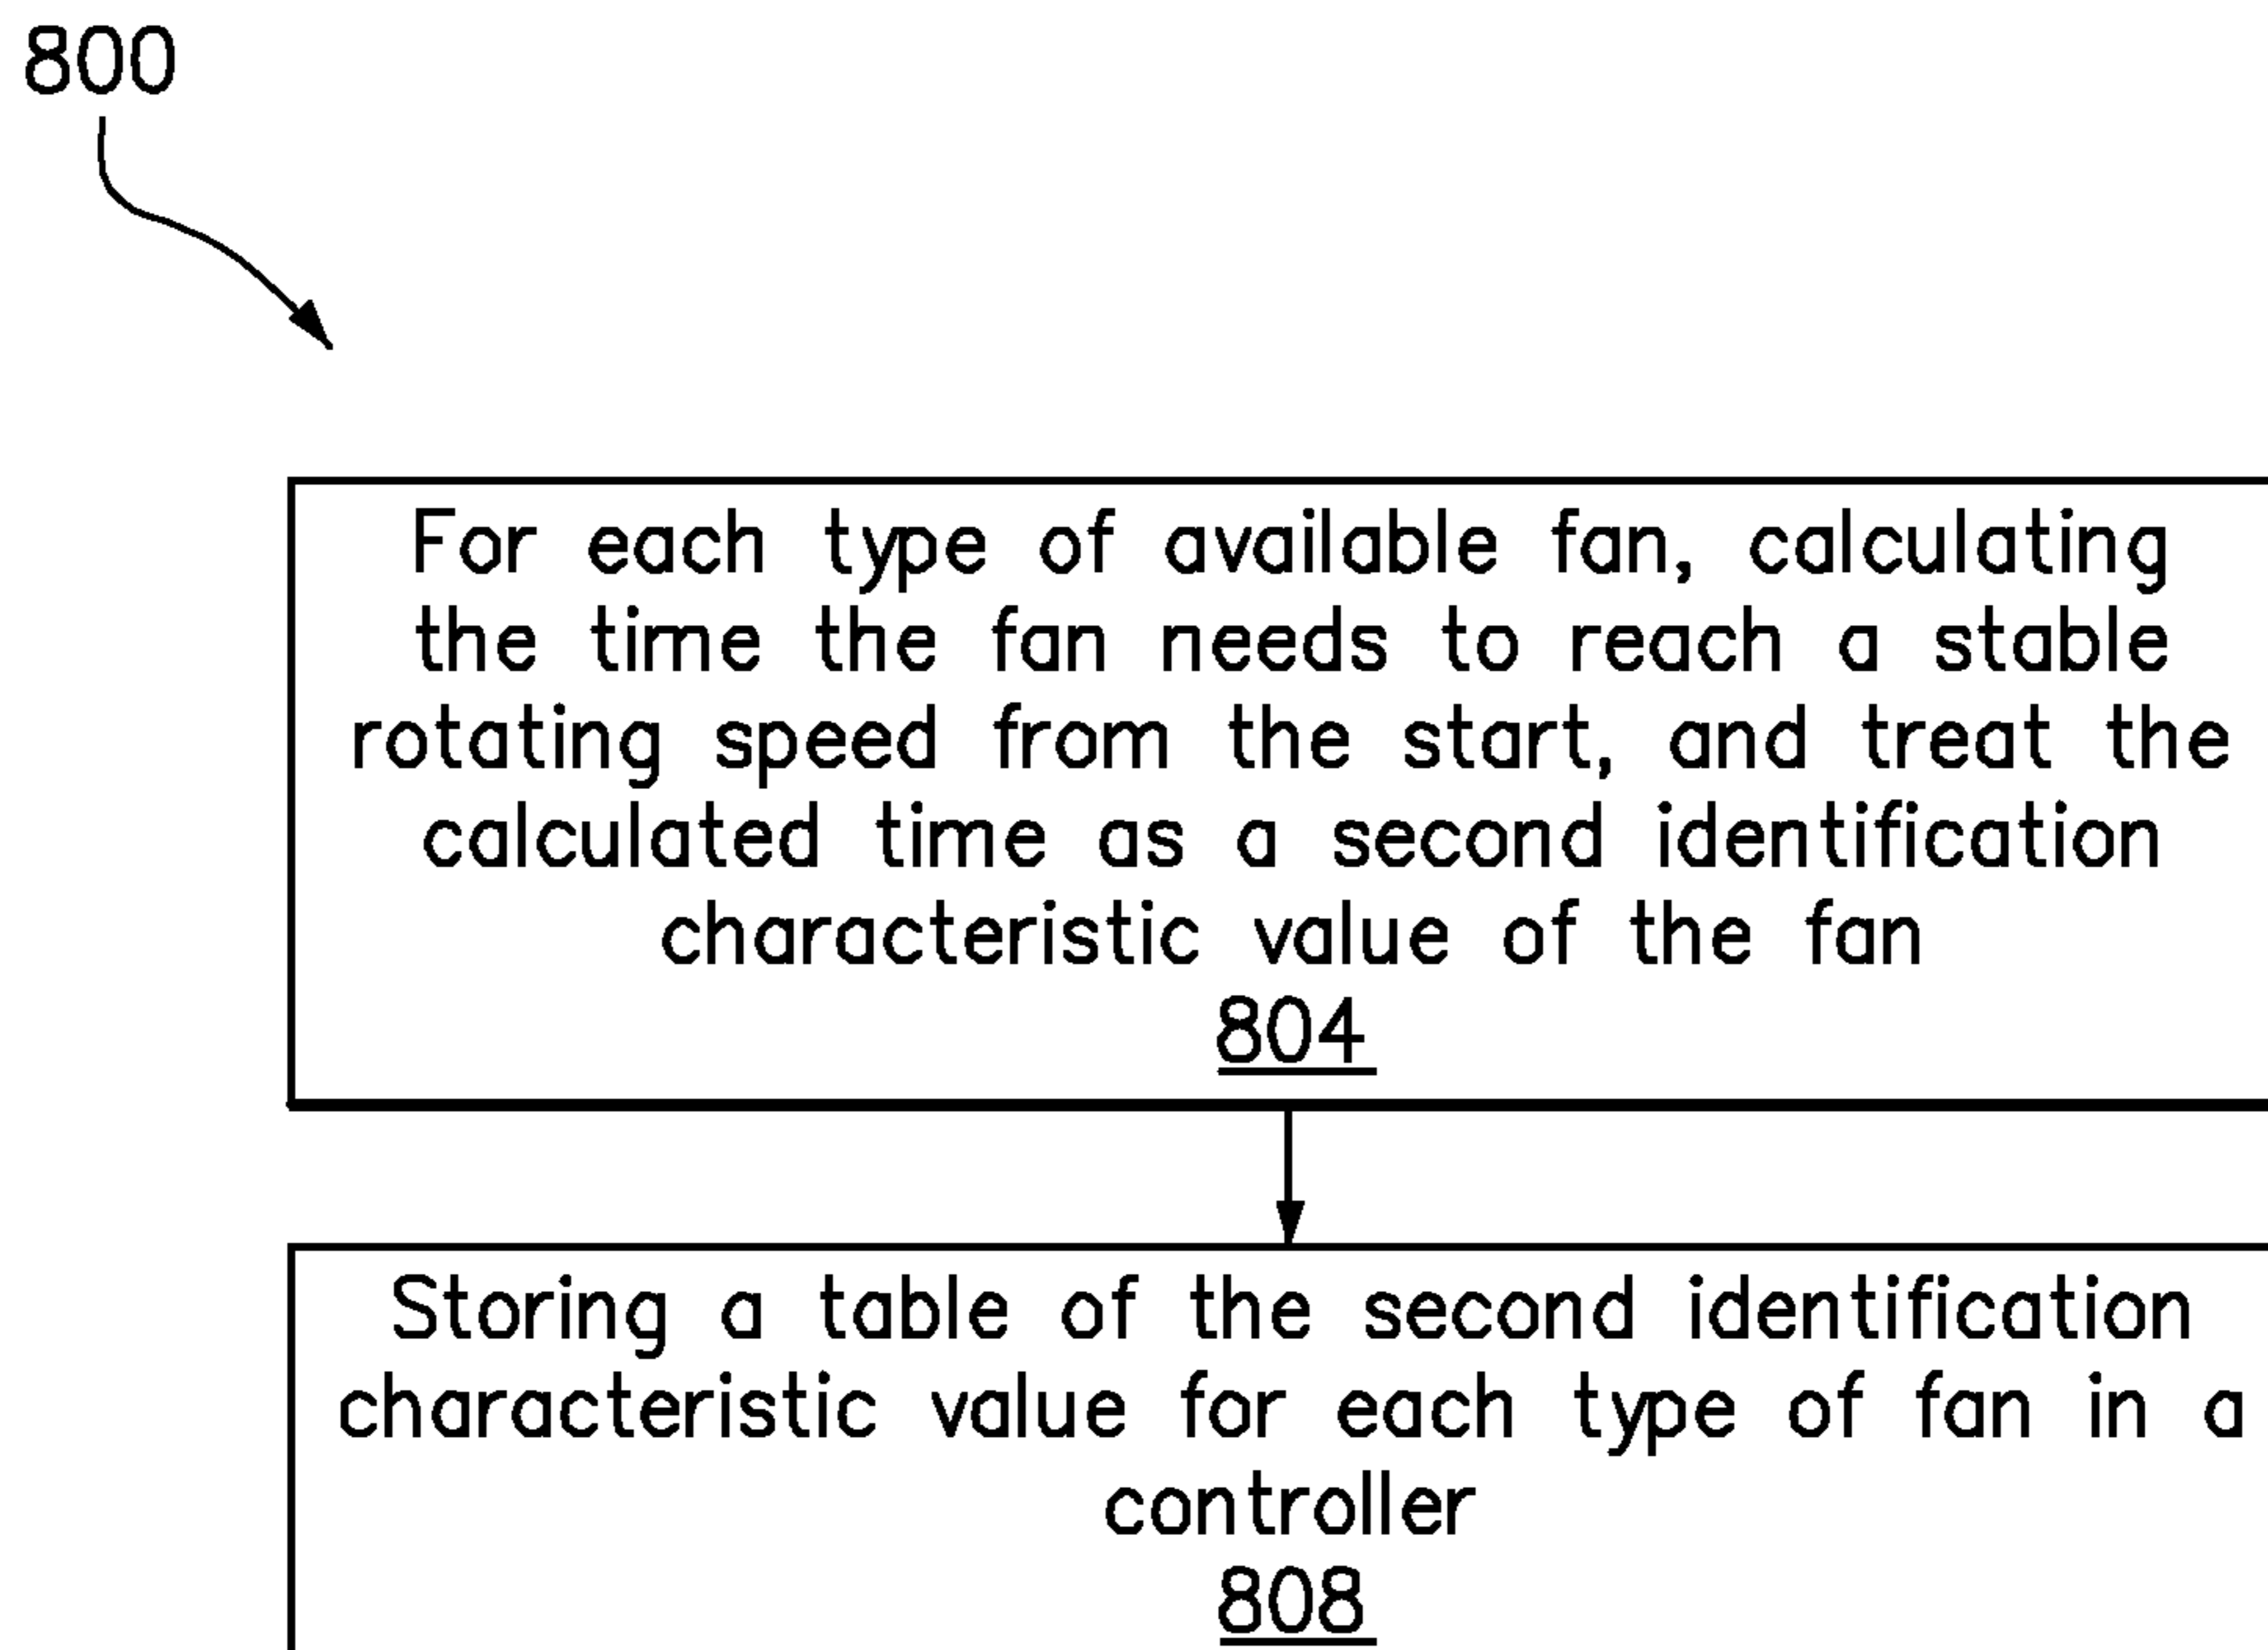 800
For each type of available fan, calculating
the time the fan needs to reach a stable
rotating speed from the start, and treat the
calculated time as a second identification
characteristic value of the fan
804
Storing a table of the second identification
characteristic value for each type of fan in a
controller
808